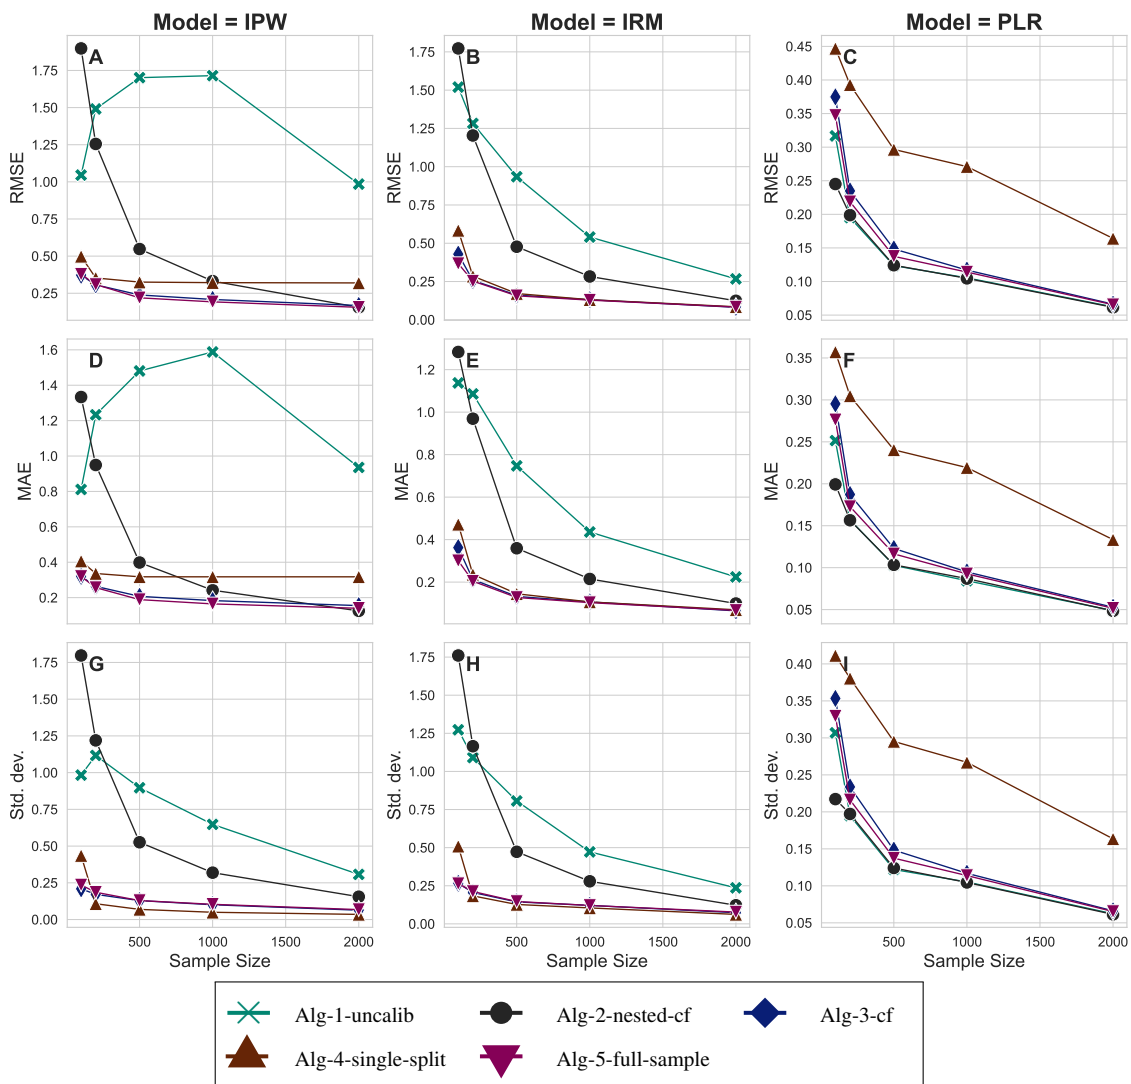 Model = IPW
Model = IRM
Model = PLR
A
RMSE
1.75
1.50
1.25
1.00
0.75
0.50
0.25
B
RMSE
1.75
1.50
1.25
1.00
0.75
0.50
0.25
0.00
C
RMSE
0.45
0.40
0.35
0.30
0.25
0.20
0.15
0.10
0.05
D
MAE
1.6
1.4
1.2
1.0
0.8
0.6
0.4
0.2
E
MAE
1.2
1.0
0.8
0.6
0.4
0.2
F
MAE
0.35
0.30
0.25
0.20
0.15
0.10
0.05
G
Std. dev.
1.75
1.50
1.25
1.00
0.75
0.50
0.25
0.00
500 1000 1500 2000
Sample Size
H
Std. dev.
1.75
1.50
1.25
1.00
0.75
0.50
0.25
0.00
500 1000 1500 2000
Sample Size
I
Std. dev.
0.40
0.35
0.30
0.25
0.20
0.15
0.10
0.05
500 1000 1500 2000
Sample Size
Alg-1-uncalib
Alg-2-nested-cf
Alg-3-cf
Alg-4-single-split
Alg-5-full-sample